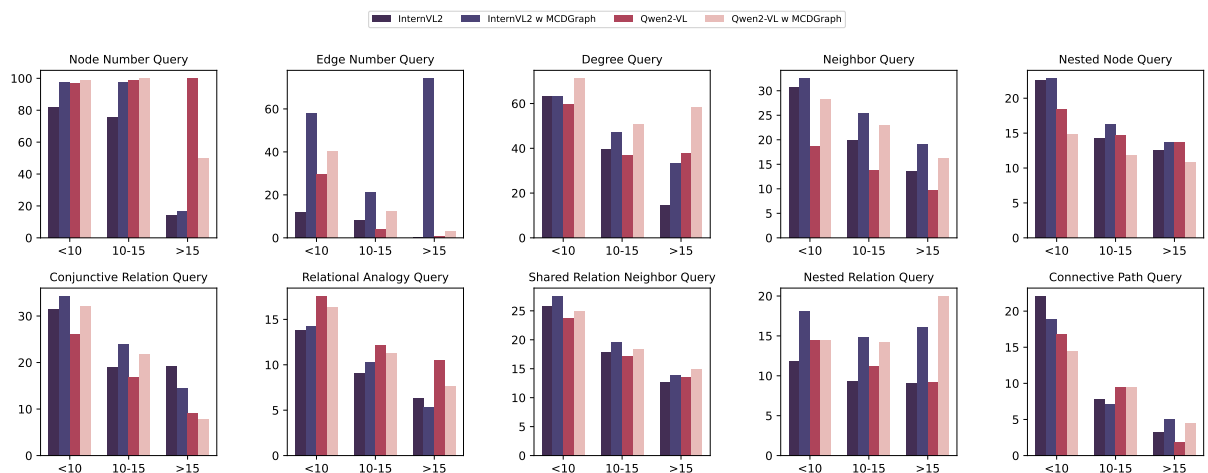 InternVL2 InternVL2 w MCDGraph Qwen2-VL Qwen2-VL w MCDGraph
Node Number Query
100
80
60
40
20
0
<10 10-15 >15
Edge Number Query
60
40
20
0
<10 10-15 >15
Degree Query
60
40
20
0
<10 10-15 >15
Neighbor Query
30
25
20
15
10
5
0
<10 10-15 >15
Nested Node Query
20
15
10
5
0
<10 10-15 >15
Conjunctive Relation Query
30
20
10
0
<10 10-15 >15
Relational Analogy Query
15
10
5
0
<10 10-15 >15
Shared Relation Neighbor Query
25
20
15
10
5
0
<10 10-15 >15
Nested Relation Query
20
15
10
5
0
<10 10-15 >15
Connective Path Query
20
15
10
5
0
<10 10-15 >15